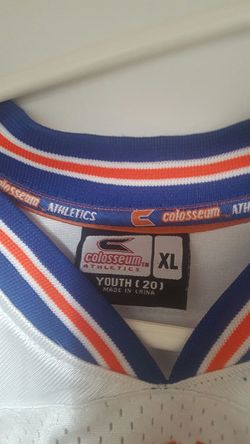 colosseum ATHLETICS colosseum ATHLETICS
colosseum
ATHLETICS
XL
YOUTH (20)
MADE IN CHINA